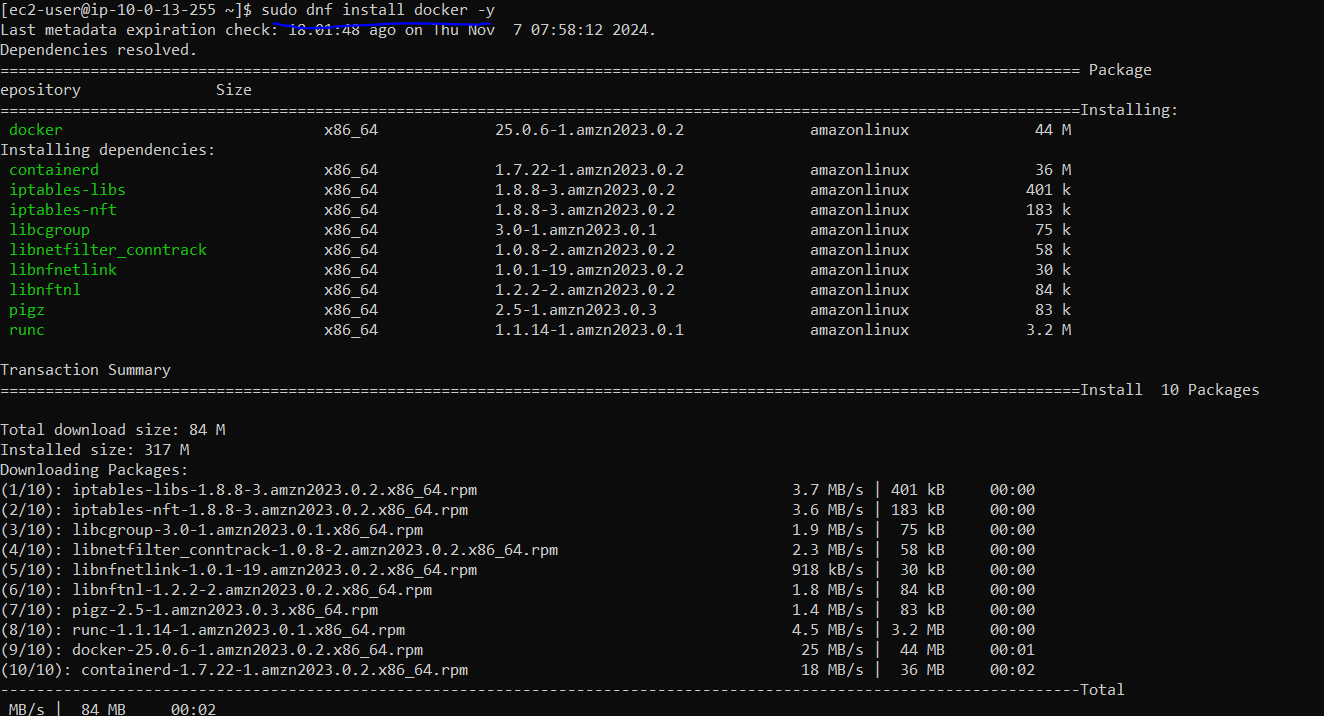 [ec2-user@ip-10-0-13-255 ~]$ sudo dnf install docker -y
Last metadata expiration check: 18:01:48 ago on Thu Nov  7 07:58:12 2024.
Dependencies resolved.
======================================================================================================================== Package
epository               Size
========================================================================================================================Installing:
docker x86_64 25.0.6-1.amzn2023.0.2 amazonlinux 44 M
Installing dependencies:
containerd x86_64 1.7.22-1.amzn2023.0.2 amazonlinux 36 M
iptables-libs x86_64 1.8.8-3.amzn2023.0.2 amazonlinux 401 k
iptables-nft x86_64 1.8.8-3.amzn2023.0.2 amazonlinux 183 k
libcgroup x86_64 3.0-1.amzn2023.0.1 amazonlinux 75 k
libnetfilter_conntrack x86_64 1.0.8-2.amzn2023.0.2 amazonlinux 58 k
libnfnetlink x86_64 1.0.1-19.amzn2023.0.2 amazonlinux 30 k
libnftnl x86_64 1.2.2-2.amzn2023.0.2 amazonlinux 84 k
pigz x86_64 2.5-1.amzn2023.0.3 amazonlinux 83 k
runc x86_64 1.1.14-1.amzn2023.0.1 amazonlinux 3.2 M
Transaction Summary
========================================================================================================================Install  10 Packages
Total download size: 84 M
Installed size: 317 M
Downloading Packages:
(1/10): iptables-libs-1.8.8-3.amzn2023.0.2.x86_64.rpm 3.7 MB/s | 401 kB 00:00
(2/10): iptables-nft-1.8.8-3.amzn2023.0.2.x86_64.rpm 3.6 MB/s | 183 kB 00:00
(3/10): libcgroup-3.0-1.amzn2023.0.1.x86_64.rpm 1.9 MB/s | 75 kB 00:00
(4/10): libnetfilter_conntrack-1.0.8-2.amzn2023.0.2.x86_64.rpm 2.3 MB/s | 58 kB 00:00
(5/10): libnfnetlink-1.0.1-19.amzn2023.0.2.x86_64.rpm 918 kB/s | 30 kB 00:00
(6/10): libnftnl-1.2.2-2.amzn2023.0.2.x86_64.rpm 1.8 MB/s | 84 kB 00:00
(7/10): pigz-2.5-1.amzn2023.0.3.x86_64.rpm 1.4 MB/s | 83 kB 00:00
(8/10): runc-1.1.14-1.amzn2023.0.1.x86_64.rpm 4.5 MB/s | 3.2 MB 00:00
(9/10): docker-25.0.6-1.amzn2023.0.2.x86_64.rpm 25 MB/s | 44 MB 00:01
(10/10): containerd-1.7.22-1.amzn2023.0.2.x86_64.rpm 18 MB/s | 36 MB 00:02
------------------------------------------------------------------------------------------------------------------------Total
MB/s | 84 MB 00:02